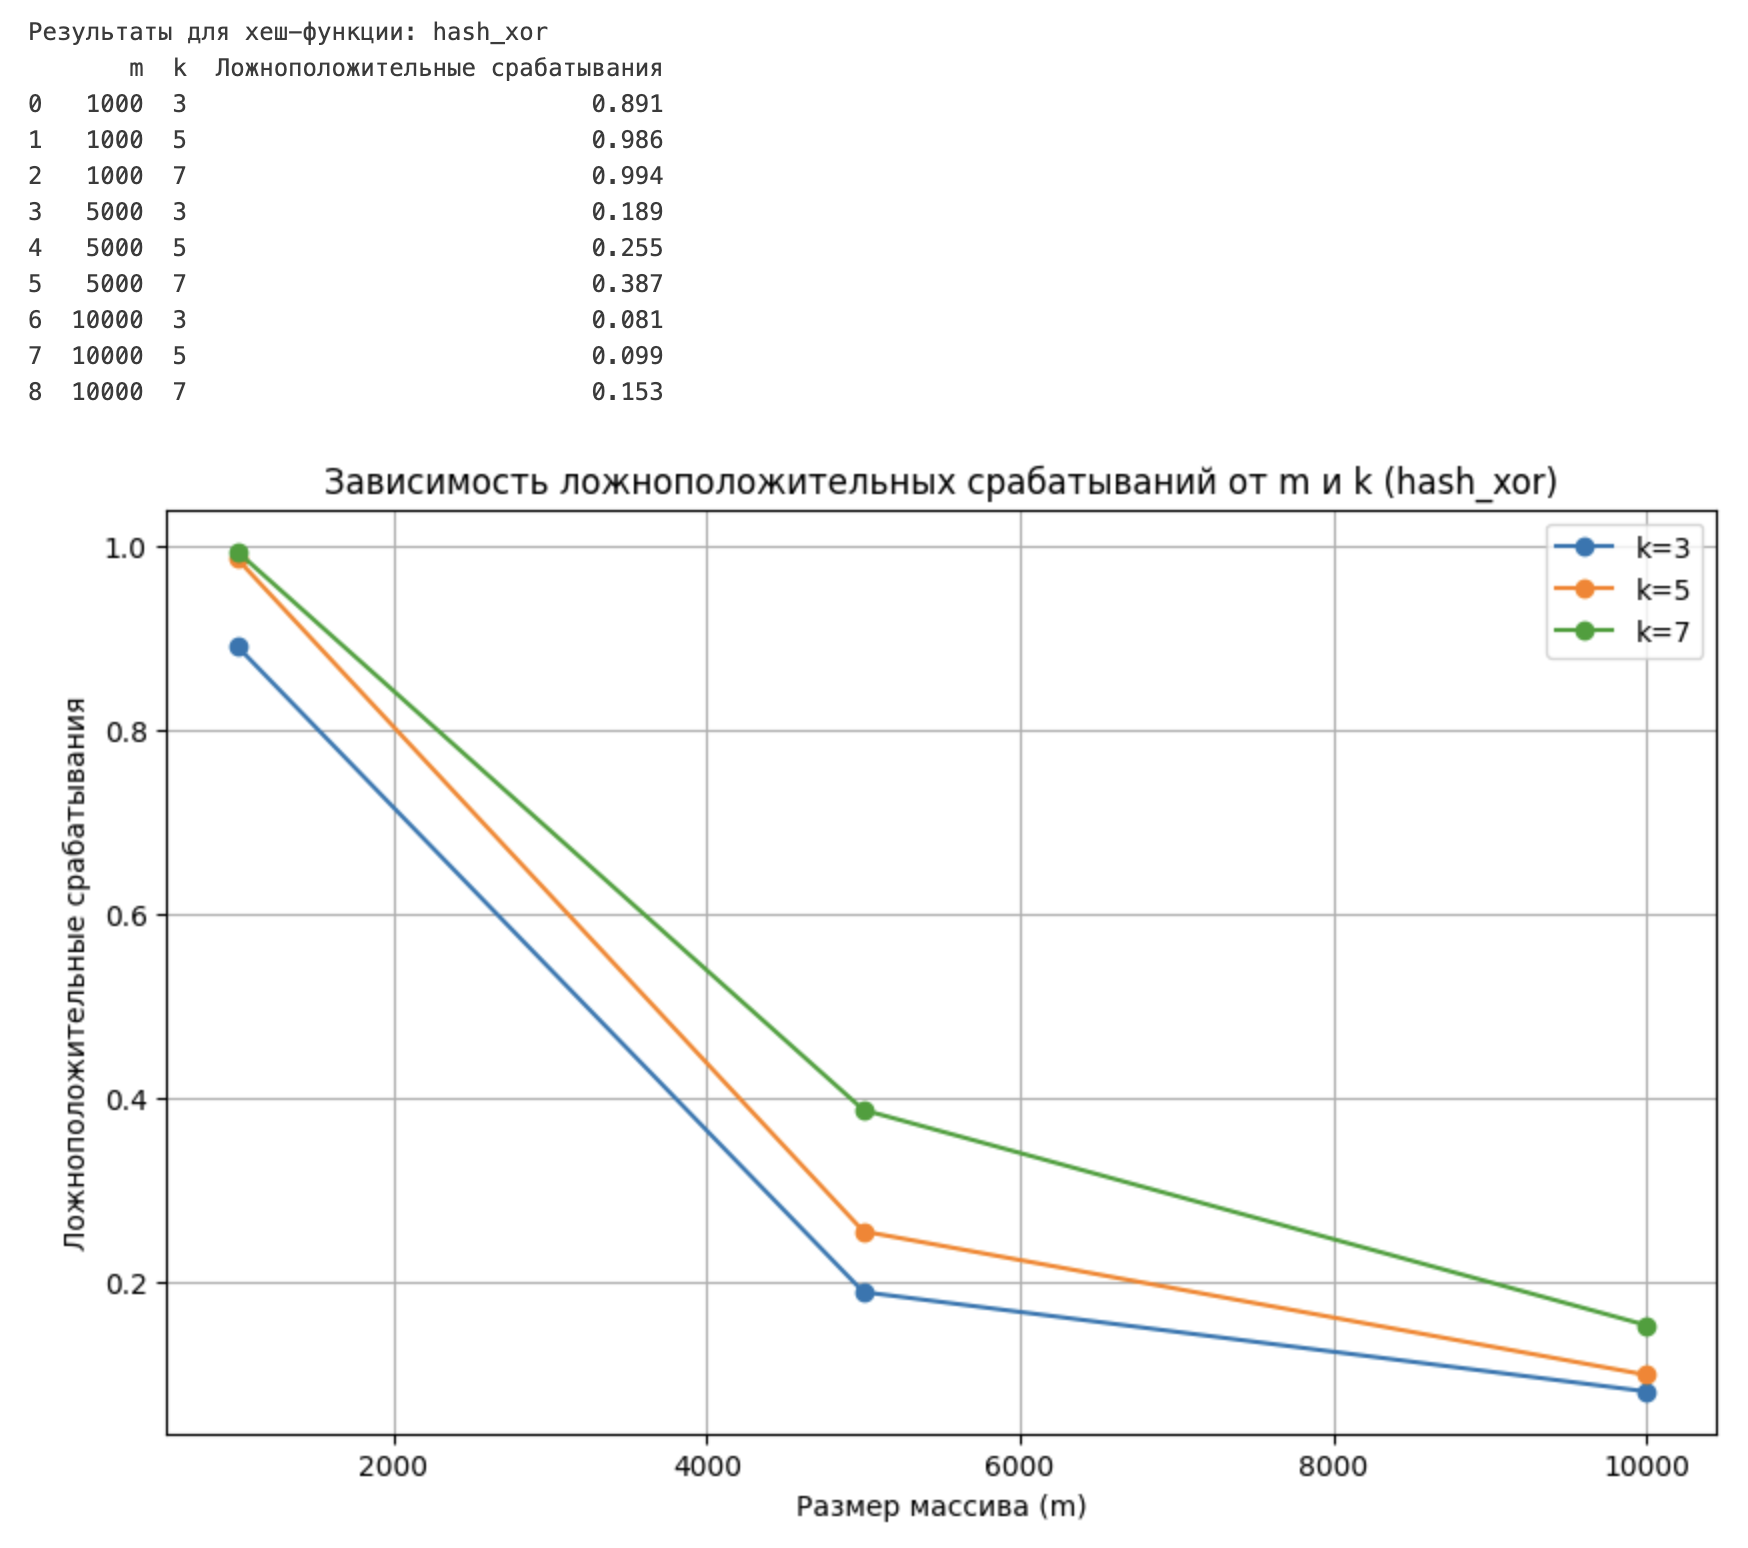 Результаты для хеш-функции: hash_xor
m k Ложноположительные срабатывания
0 1000 3 0.891
1 1000 5 0.986
2 1000 7 0.994
3 5000 3 0.189
4 5000 5 0.255
5 5000 7 0.387
6 10000 3 0.081
7 10000 5 0.099
8 10000 7 0.153
Зависимость ложноположительных срабатываний от m и k (hash_xor)
k=3
k=5
k=7
Ложноположительные срабатывания
1.0
0.8
0.6
0.4
0.2
2000 4000 6000 8000 10000
Размер массива (m)